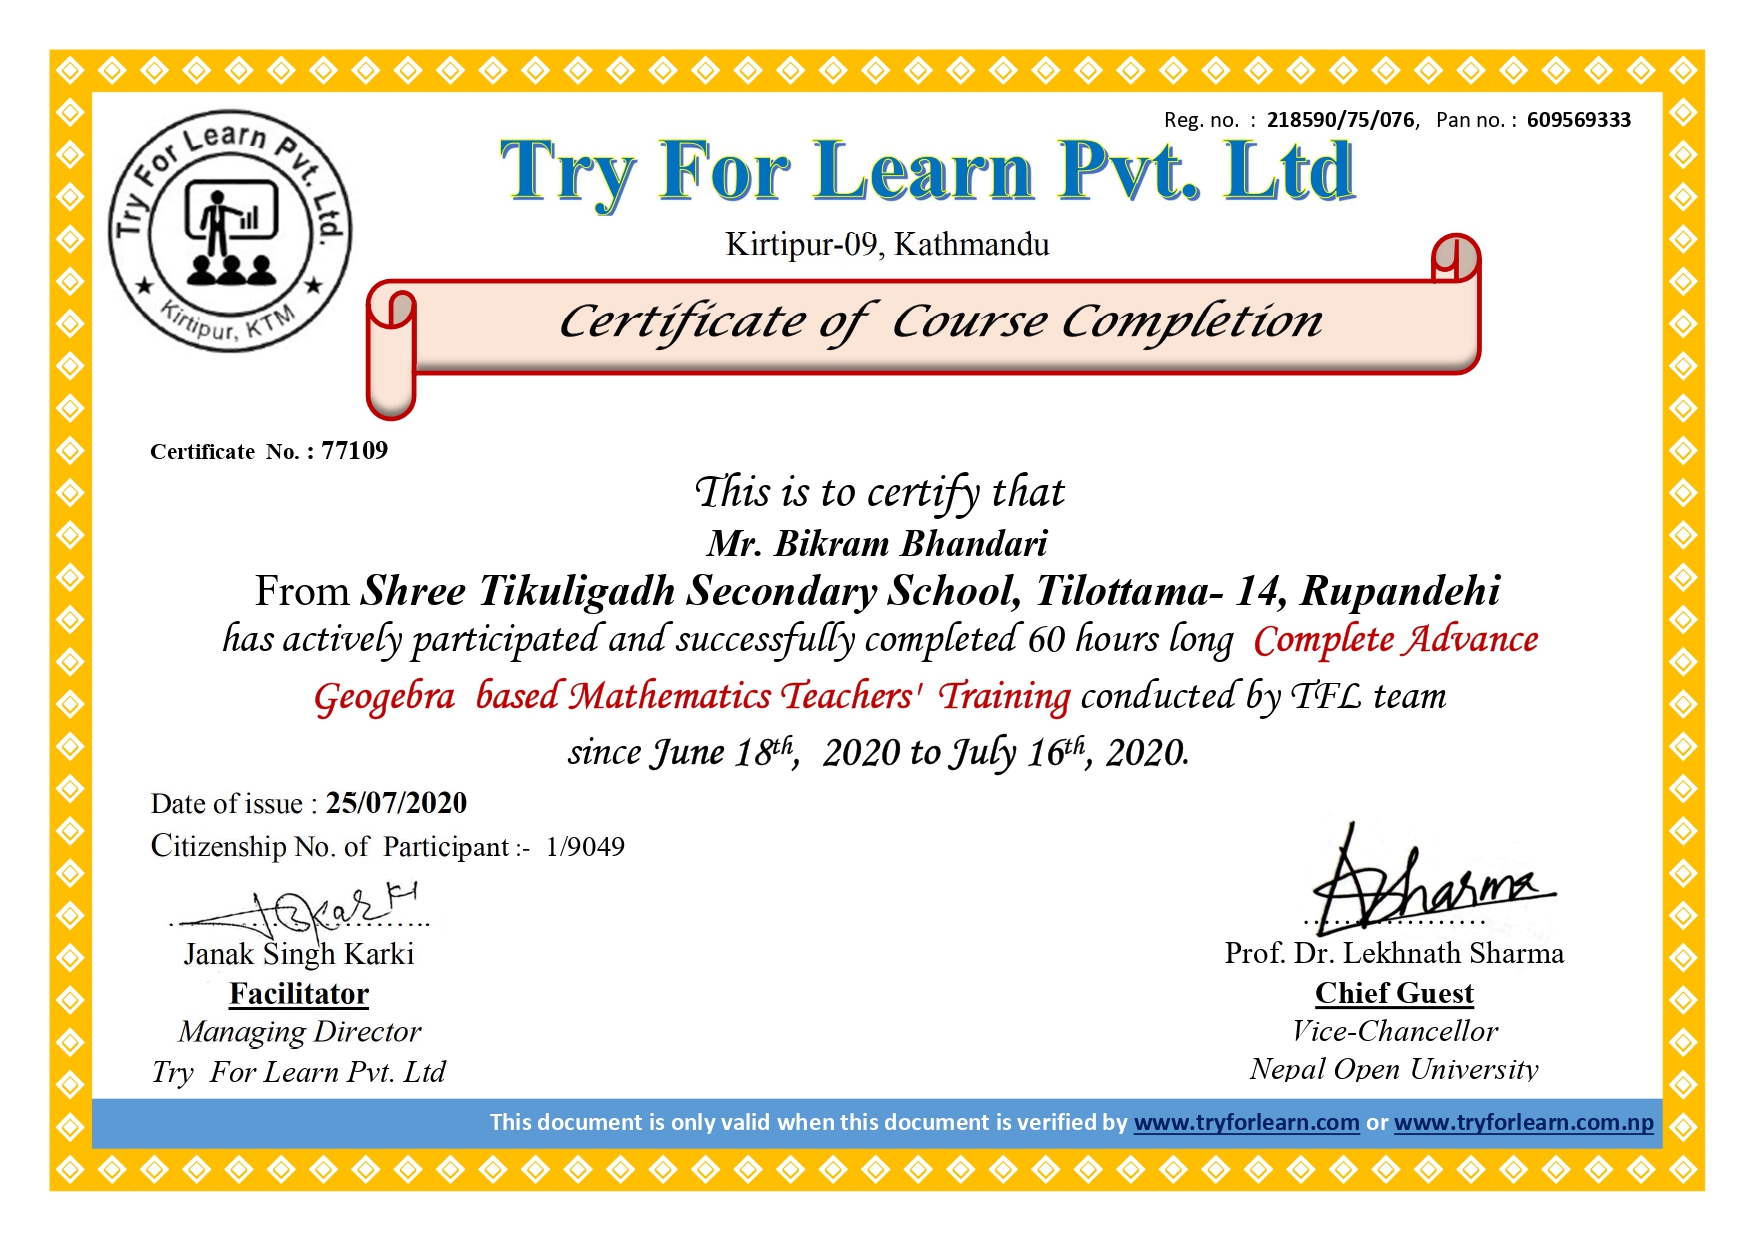 Reg. no.  :  218590/75/076,   Pan no. :  609569333
Try For Learn Pvt. Ltd.
Kirtipur, KTM
Try For Learn Pvt. Ltd
Kirtipur-09, Kathmandu
Certificate of  Course Completion
Certificate  No. : 77109
This is to certify that
Mr. Bikram Bhandari
From Shree Tikuligadh Secondary School, Tilottama- 14, Rupandehi
has actively participated and successfully completed 60 hours long  Complete Advance
Geogebra  based Mathematics Teachers'  Training conducted by TFL team
since June 18th,  2020 to July 16th, 2020.
Date of issue : 25/07/2020
Citizenship No. of  Participant :-  1/9049
Janak Singh Karki
Facilitator
Managing Director
Try  For Learn Pvt. Ltd
Prof. Dr. Lekhnath Sharma
Chief Guest
Vice-Chancellor
Nepal Open University
This document is only valid when this document is verified by www.tryforlearn.com or www.tryforlearn.com.np